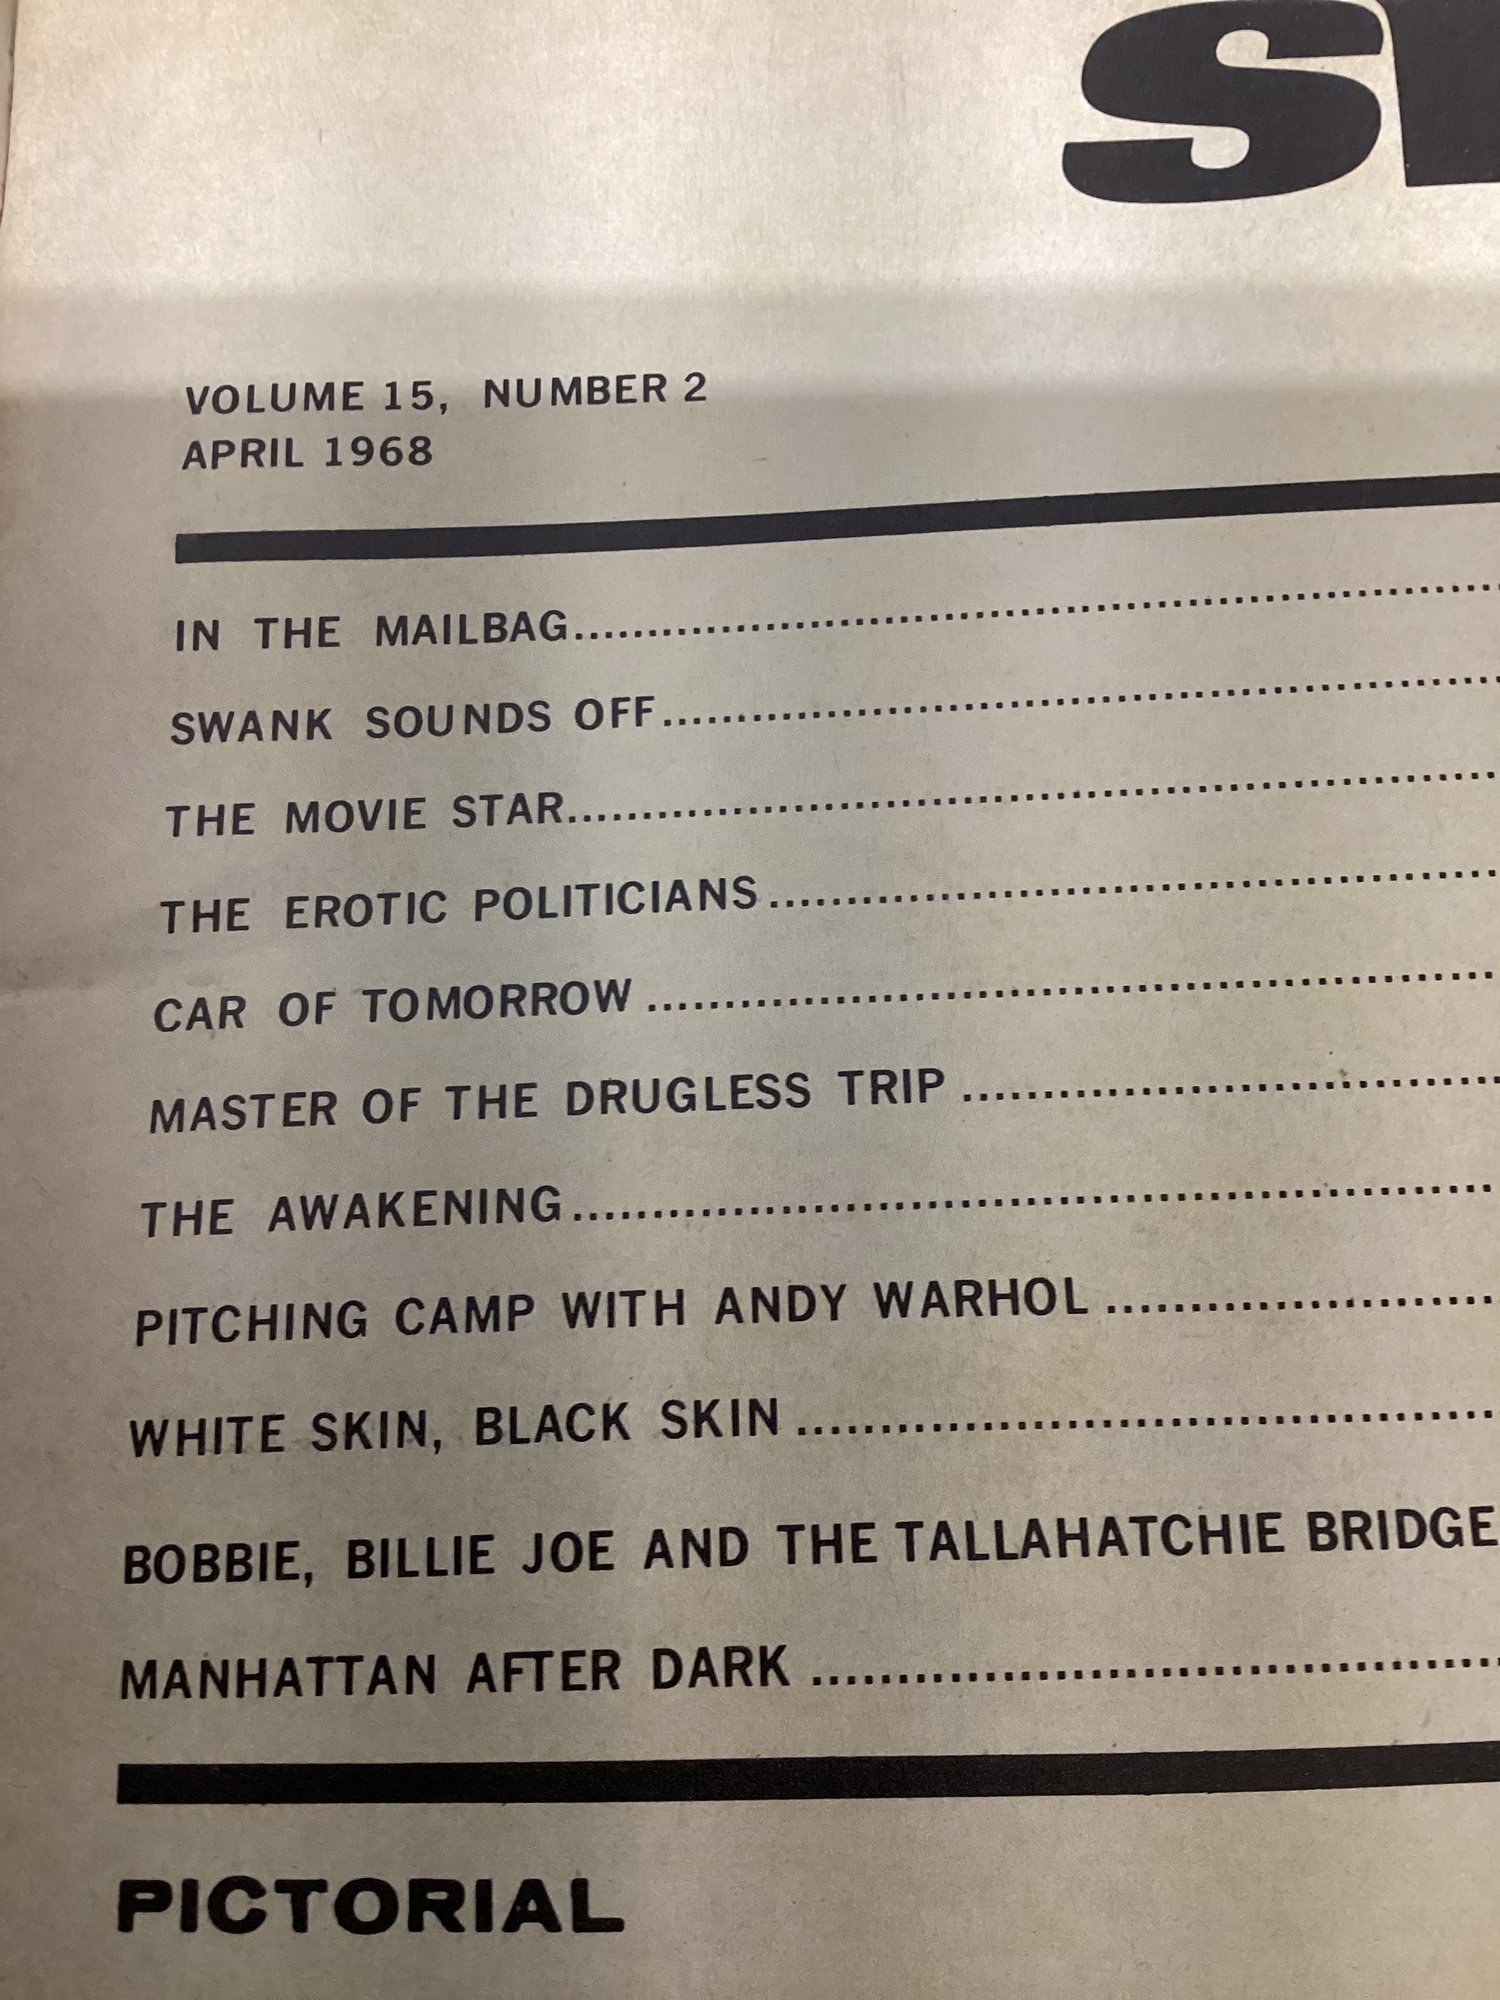 VOLUME 15, NUMBER 2
APRIL 1968
IN THE MAILBAG
SWANK SOUNDS OFF
THE MOVIE STAR
THE EROTIC POLITICIANS
CAR OF TOMORROW
MASTER OF THE DRUGLESS TRIP
THE AWAKENING
PITCHING CAMP WITH ANDY WARHOL
WHITE SKIN, BLACK SKIN
BOBBIE, BILLIE JOE AND THE TALLAHATCHIE BRIDGE
MANHATTAN AFTER DARK
PICTORIAL